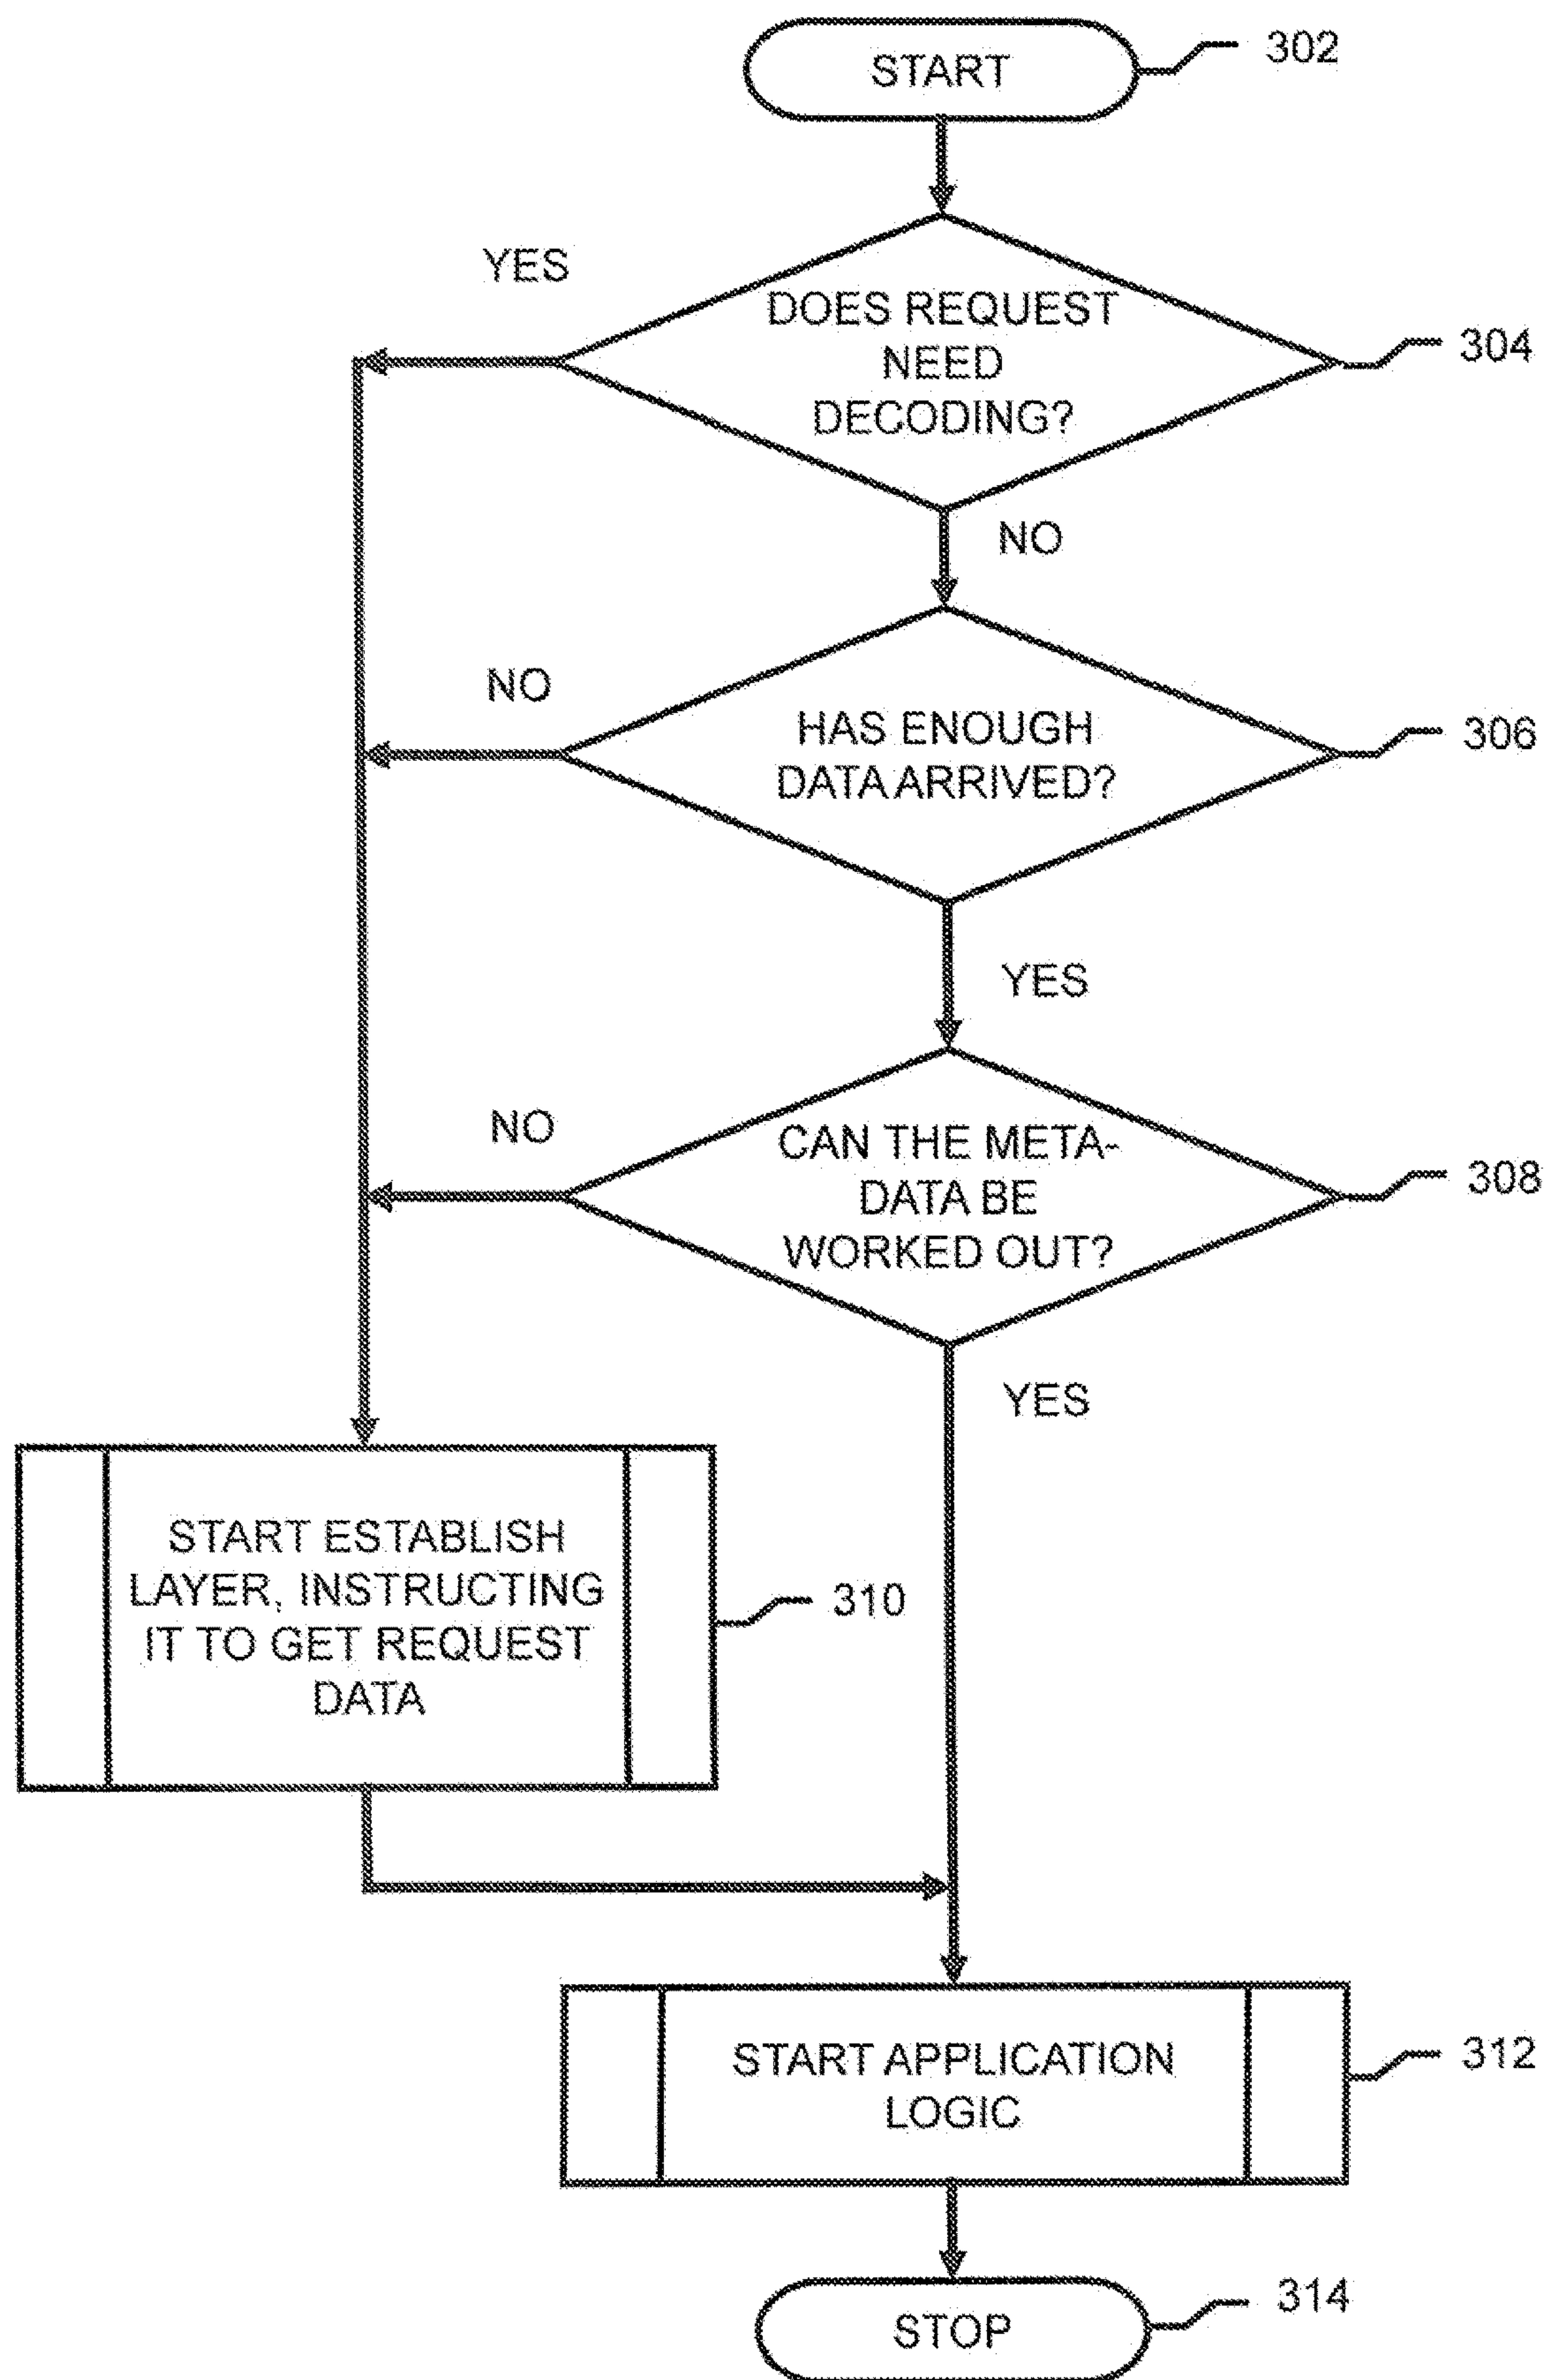 START
302
YES
DOES REQUEST
NEED
DECODING?
304
NO
NO
HAS ENOUGH
DATA ARRIVED?
306
YES
NO
CAN THE META-
DATA BE
WORKED OUT?
308
YES
START ESTABLISH
LAYER, INSTRUCTING
IT TO GET REQUEST
DATA
310
START APPLICATION
LOGIC
312
STOP
314